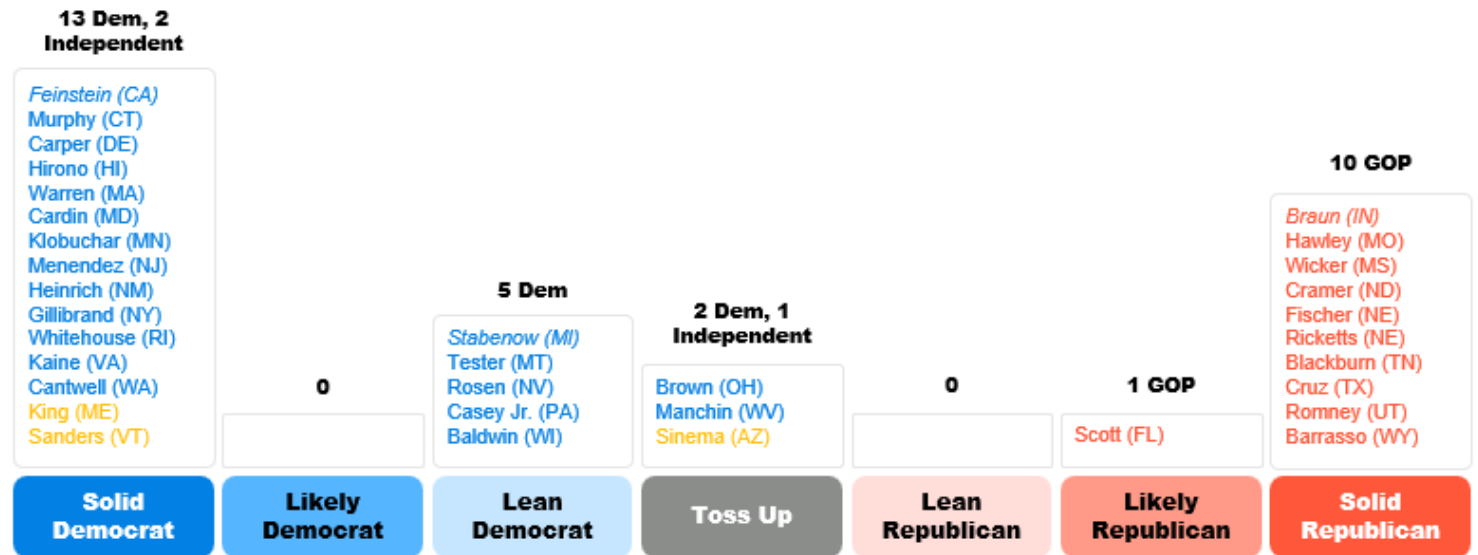 13 Dem, 2
Independent
Feinstein (CA)
Murphy (CT)
Carper (DE)
Hirono (HI)
Warren (MA)
Cardin (MD)
Klobuchar (MN)
Menendez (NJ)
Heinrich (NM)
Gillibrand (NY)
Whitehouse (RI)
Kaine (VA)
Cantwell (WA)
King (ME)
Sanders (VT)
Solid
Democrat
0
Likely
Democrat
5 Dem
Stabenow (MI)
Tester (MT)
Rosen (NV)
Casey Jr. (PA)
Baldwin (WI)
Lean
Democrat
2 Dem, 1
Independent
Brown (OH)
Manchin (WV)
Sinema (AZ)
Toss Up
0
Lean
Republican
1 GOP
Scott (FL)
Likely
Republican
10 GOP
Braun (IN)
Hawley (MO)
Wicker (MS)
Cramer (ND)
Fischer (NE)
Ricketts (NE)
Blackburn (TN)
Cruz (TX)
Romney (UT)
Barrasso (WY)
Solid
Republican